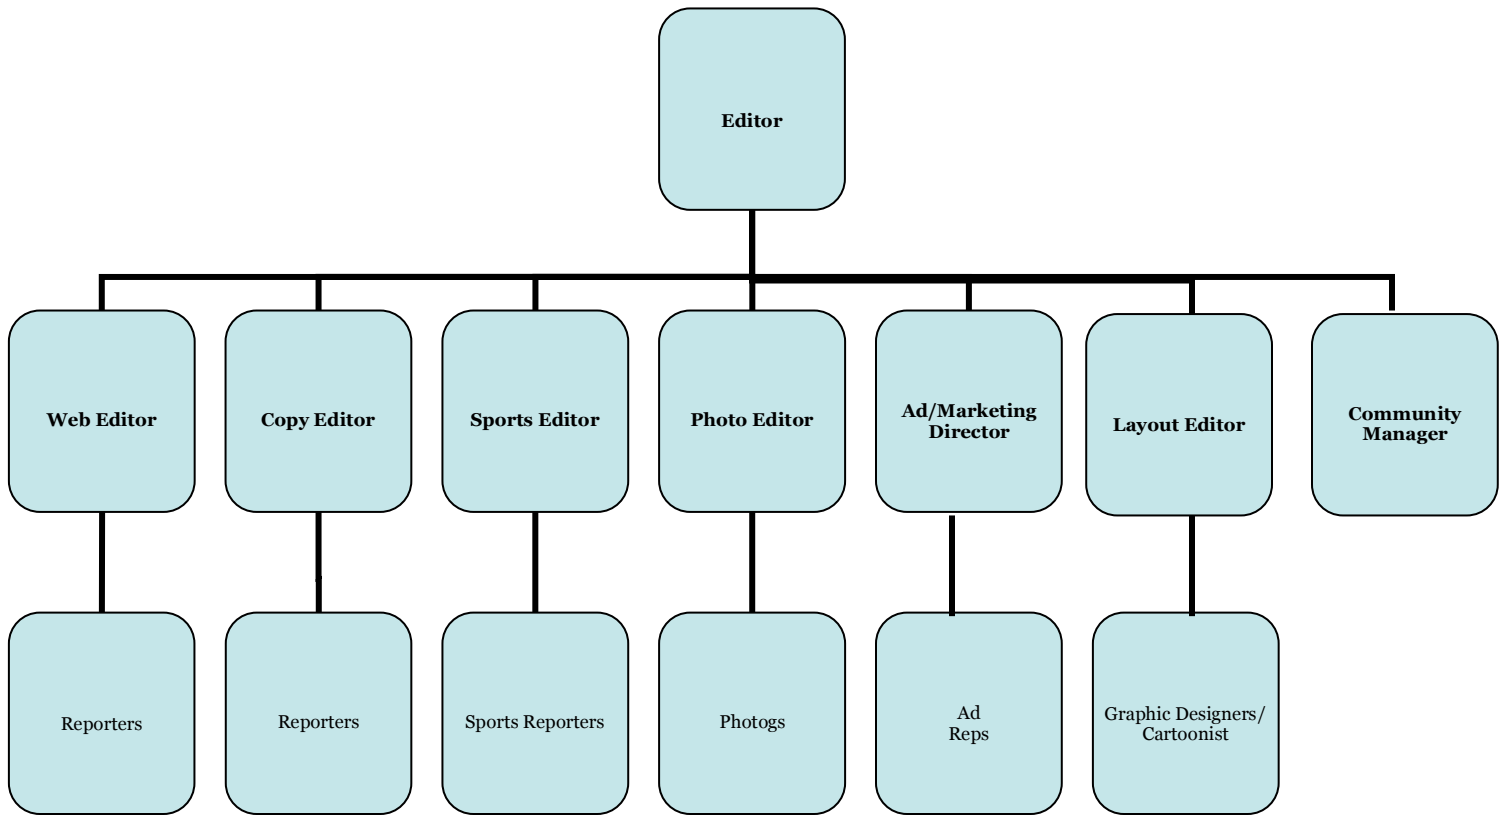 Editor
Web Editor
Copy Editor
Sports Editor
Photo Editor
Ad/Marketing
Director
Layout Editor
Community
Manager
Reporters
Reporters
Sports Reporters
Photogs
Ad
Reps
Graphic Designers/
Cartoonist